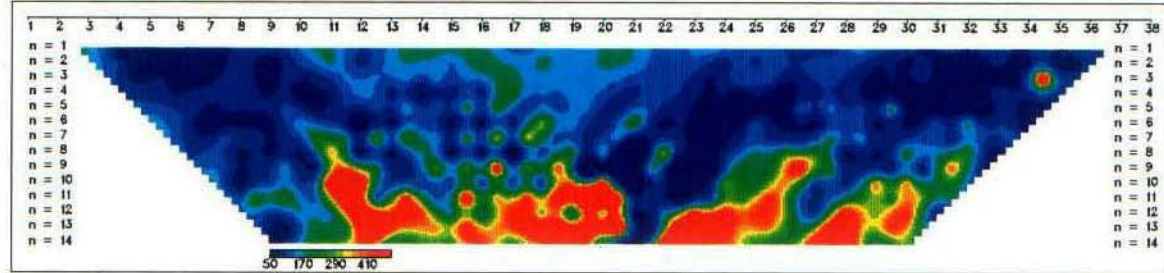 1 2 3 4 5 6 7 8 9 10 11 12 13 14 15 16 17 18 19 20 21 22 23 24 25 26 27 28 29 30 31 32 33 34 35 36 37 38
n = 1 n = 1
n = 2 n = 2
n = 3 n = 3
n = 4 n = 4
n = 5 n = 5
n = 6 n = 6
n = 7 n = 7
n = 8 n = 8
n = 9 n = 9
n = 10 n = 10
n = 11 n = 11
n = 12 n = 12
n = 13 n = 13
n = 14 n = 14
50 170 290 410